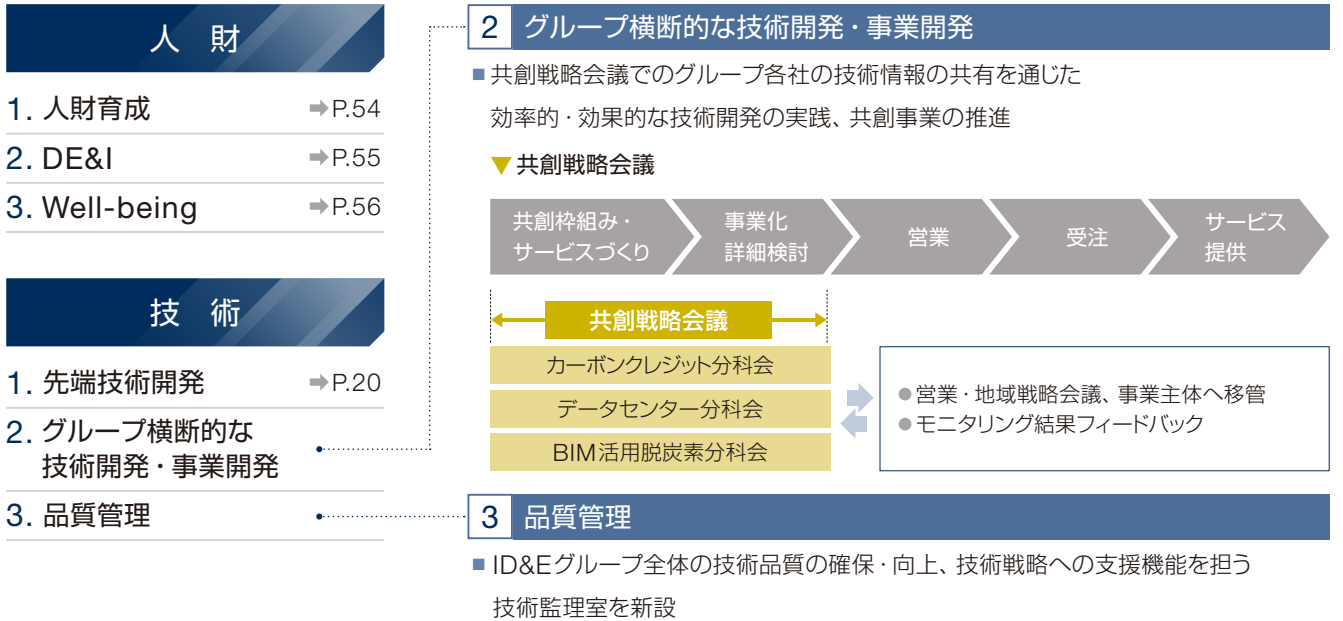 人 財
1. 人財育成 ➡P.54
2. DE&I ➡P.55
3. Well-being ➡P.56
技 術
1. 先端技術開発 ➡P.20
2. グループ横断的な
技術開発・事業開発
3. 品質管理
2 グループ横断的な技術開発・事業開発
■ 共創戦略会議でのグループ各社の技術情報の共有を通じた
効率的・効果的な技術開発の実践、共創事業の推進
▼共創戦略会議
共創枠組み・
サービスづくり
事業化
詳細検討
営業
受注
サービス
提供
共創戦略会議
カーボンクレジット分科会
データセンター分科会
BIM活用脱炭素分科会
●営業・地域戦略会議、事業主体へ移管
●モニタリング結果フィードバック
3 品質管理
■ ID&Eグループ全体の技術品質の確保・向上、技術戦略への支援機能を担う
技術監理室を新設